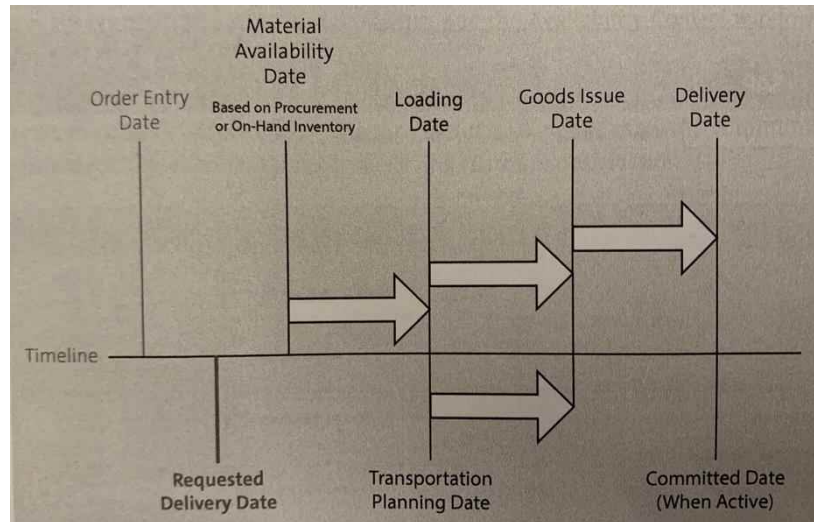 Material
Availability
Date
Based on Procurement
or On-Hand Inventory
Order Entry
Date
Loading
Date
Goods Issue
Date
Delivery
Date
Timeline
Requested
Delivery Date
Transportation
Planning Date
Committed Date
(When Active)